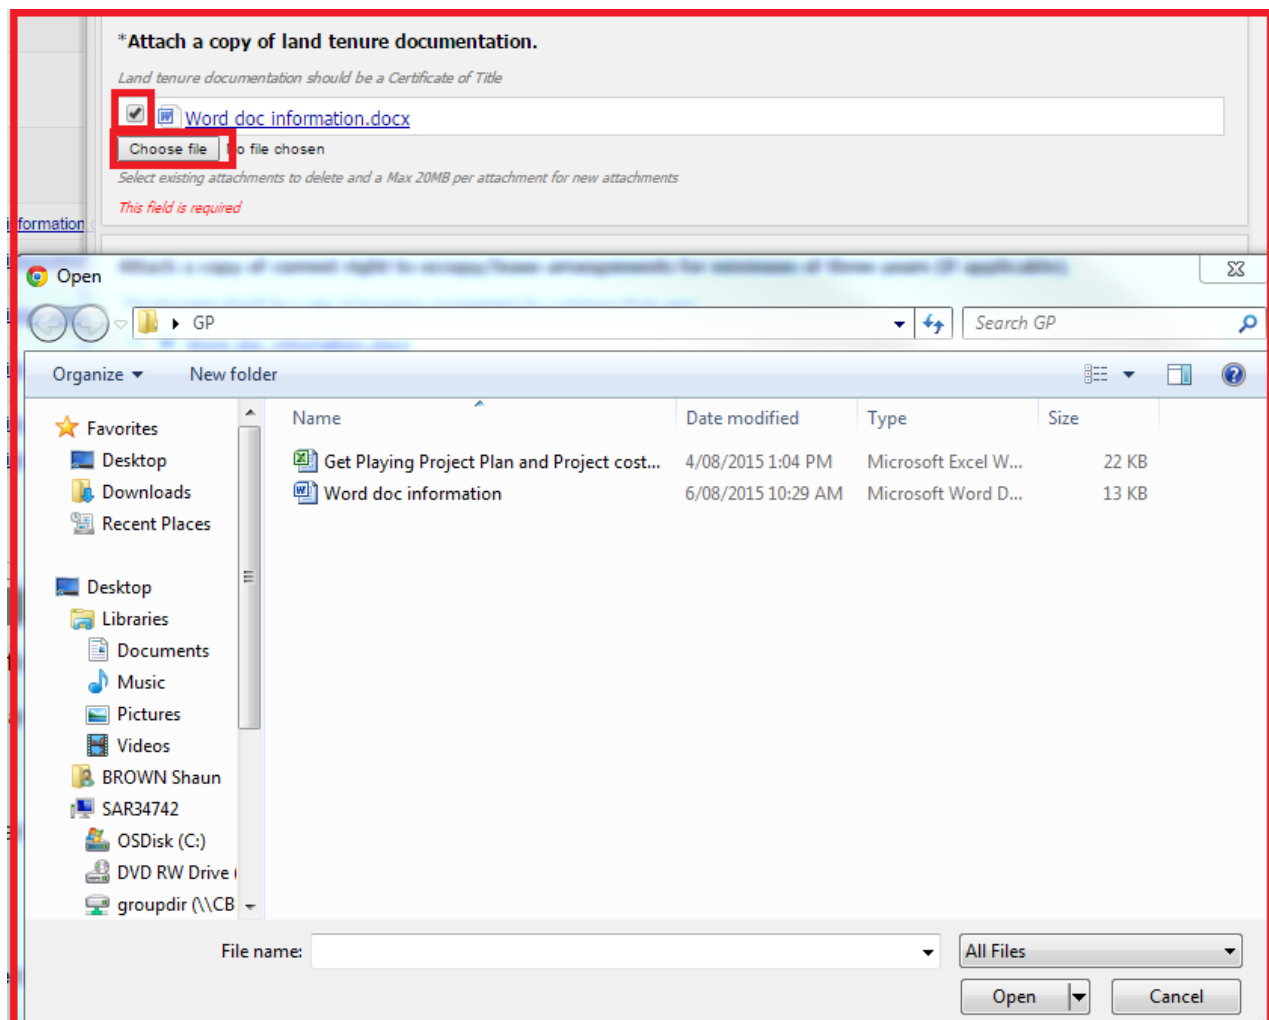 *Attach a copy of land tenure documentation.
Land tenure documentation should be a Certificate of Title
Word doc information.docx
Choose file
o file chosen
Select existing attachments to delete and a Max 20MB per attachment for new attachments
This field is required
formation
Open
GP
Search GP
Organize
New folder
Name
Date modified
Type
Size
Favorites
Desktop
Downloads
Recent Places
Desktop
Libraries
Documents
Music
Pictures
Videos
BROWN Shaun
SAR34742
OSDisk (C:)
DVD RW Drive (
groupdir (\\CB
Get Playing Project Plan and Project cost...
4/08/2015 1:04 PM
Microsoft Excel W...
22 KB
Word doc information
6/08/2015 10:29 AM
Microsoft Word D...
13 KB
File name:
All Files
Open
Cancel